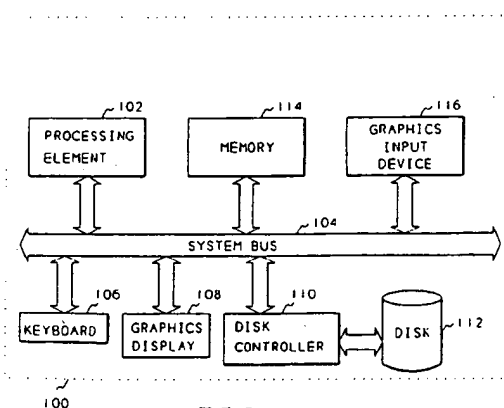 102
114
116
PROCESSING
ELEMENT
MEMORY
GRAPHICS
INPUT
DEVICE
104
SYSTEM BUS
106
108
110
KEYBOARD
GRAPHICS
DISPLAY
DISK
CONTROLLER
DISK
112
100